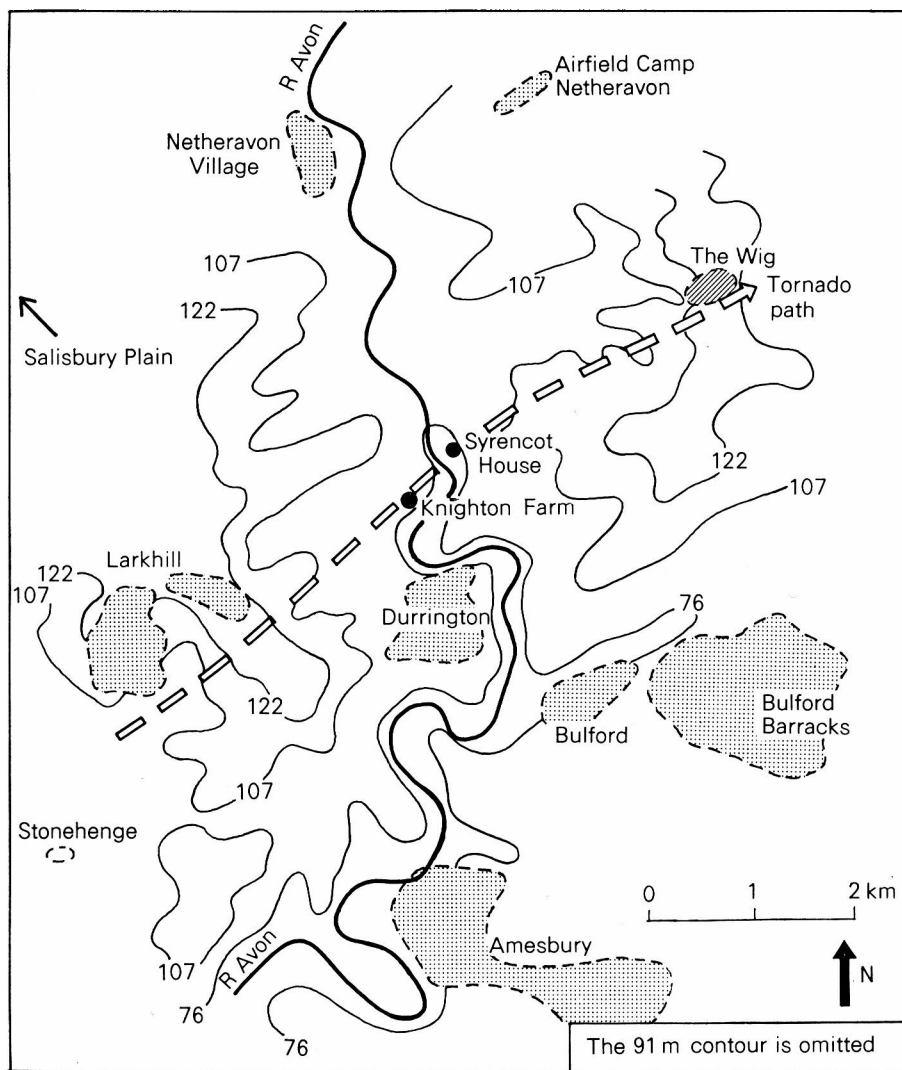 R Avon
Airfield Camp
Netheravon
Netheravon
Village
107
122
The Wig
107
Tornado
path
Salisbury Plain
Syrencot
House
122
107
Knighton Farm
Larkhill
122
107
Durrington
76
122
Bulford
Bulford
Barracks
107
Stonehenge
0 1 2 km
Amesbury
R Avon
107
N
76
76
The 91 m contour is omitted